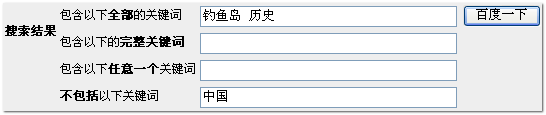 包含以下全部的关键词 钓鱼岛 历史 百度一下
搜索结果
包含以下的完整关键词
包含以下任意一个关键词
不包括以下关键词 中国